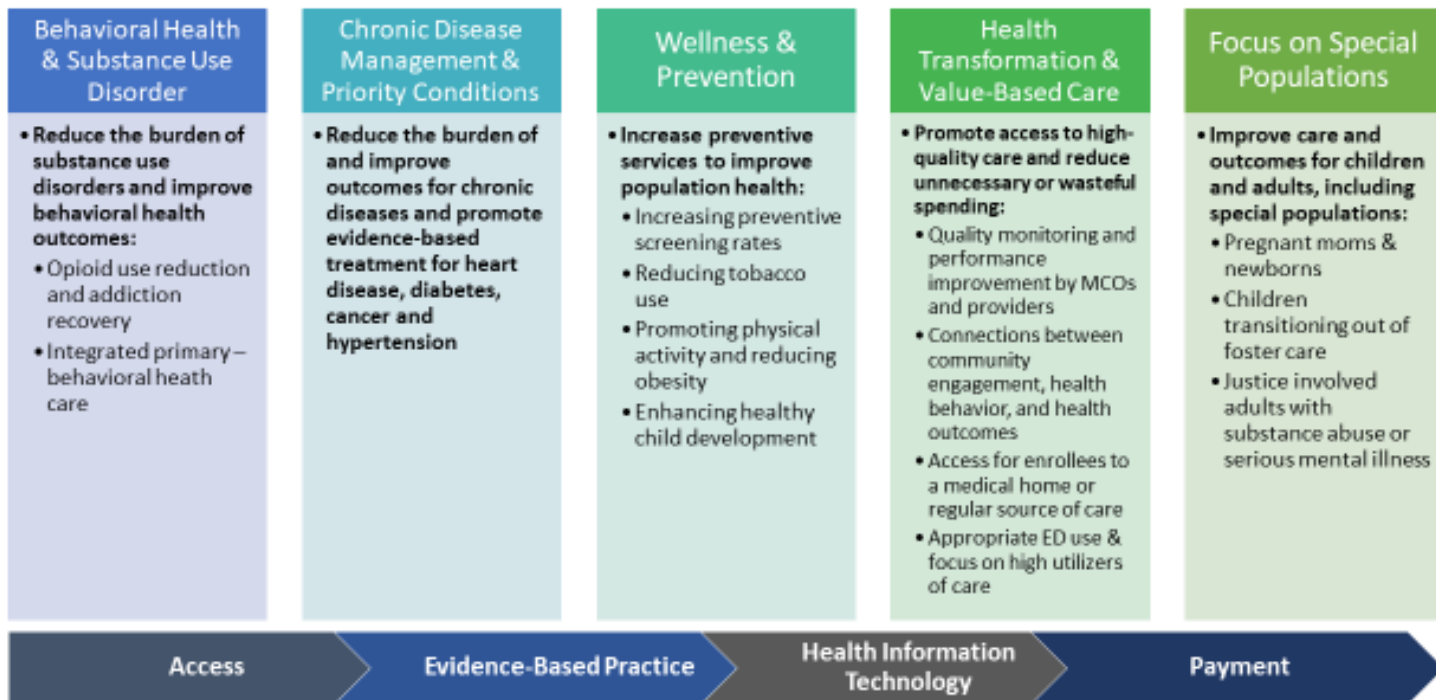 Behavioral Health
& Substance Use
Disorder
• Reduce the burden of
substance use
disorders and improve
behavioral health
outcomes:
• Opioid use reduction
and addiction
recovery
• Integrated primary –
behavioral heath
care
Chronic Disease
Management &
Priority Conditions
• Reduce the burden of
and improve
outcomes for chronic
diseases and promote
evidence-based
treatment for heart
disease, diabetes,
cancer and
hypertension
Wellness &
Prevention
• Increase preventive
services to improve
population health:
• Increasing preventive
screening rates
• Reducing tobacco
use
• Promoting physical
activity and reducing
obesity
• Enhancing healthy
child development
Health
Transformation &
Value-Based Care
• Promote access to high-
quality care and reduce
unnecessary or wasteful
spending:
• Quality monitoring and
performance
improvement by MCOs
and providers
• Connections between
community
engagement, health
behavior, and health
outcomes
• Access for enrollees to
a medical home or
regular source of care
• Appropriate ED use &
focus on high utilizers
of care
Focus on Special
Populations
• Improve care and
outcomes for children
and adults, including
special populations:
• Pregnant moms &
newborns
• Children
transitioning out of
foster care
• Justice involved
adults with
substance abuse or
serious mental illness
Access
Evidence-Based Practice
Health Information
Technology
Payment